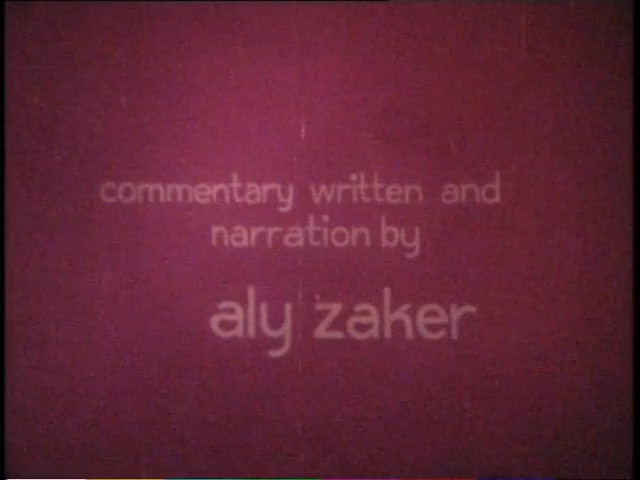 commentary written and
narration by
aly zaker